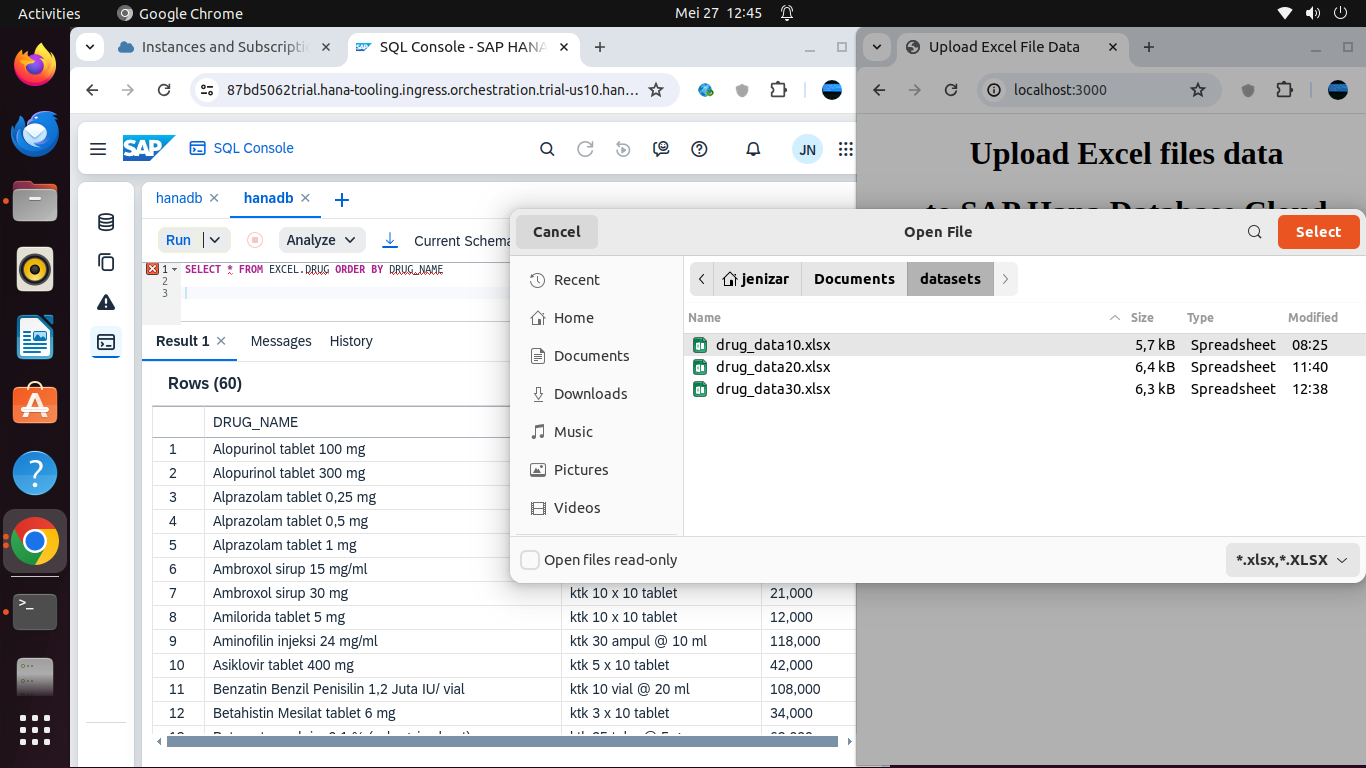 Activities
Google Chrome
Mei 27 12:45
Instances and Subscripti
SQL Console - SAP HANA
87bd5062trial.hana-tooling.ingress.orchestration.trial-us10.han...
SAP
SQL Console
JN
hanadb
hanadb
Run
Analyze
Current Schema
1
SELECT * FROM EXCEL.DRUG ORDER BY DRUG_NAME
2
3
Result 1
Messages
History
Rows (60)
DRUG_NAME
1 Alopurinol tablet 100 mg
2 Alopurinol tablet 300 mg
3 Alprazolam tablet 0,25 mg
4 Alprazolam tablet 0,5 mg
5 Alprazolam tablet 1 mg
6 Ambroxol sirup 15 mg/ml
7 Ambroxol sirup 30 mg ktk 10 x 10 tablet 21,000
8 Amilorida tablet 5 mg ktk 10 x 10 tablet 12,000
9 Aminofilin injeksi 24 mg/ml ktk 30 ampul @ 10 ml 118,000
10 Asiklovir tablet 400 mg ktk 5 x 10 tablet 42,000
11 Benzatin Benzil Penisilin 1,2 Juta IU/ vial ktk 10 vial @ 20 ml 108,000
12 Betahistin Mesilat tablet 6 mg ktk 3 x 10 tablet 34,000
Upload Excel File Data
localhost:3000
Upload Excel files data
to SAP Hana Database Cloud
Cancel
Open File
Select
Recent
Home
Documents
Downloads
Music
Pictures
Videos
jenizar
Documents
datasets
Name Size Type Modified
drug_data10.xlsx 5,7 kB Spreadsheet 08:25
drug_data20.xlsx 6,4 kB Spreadsheet 11:40
drug_data30.xlsx 6,3 kB Spreadsheet 12:38
Open files read-only
*.xlsx,*.XLSX